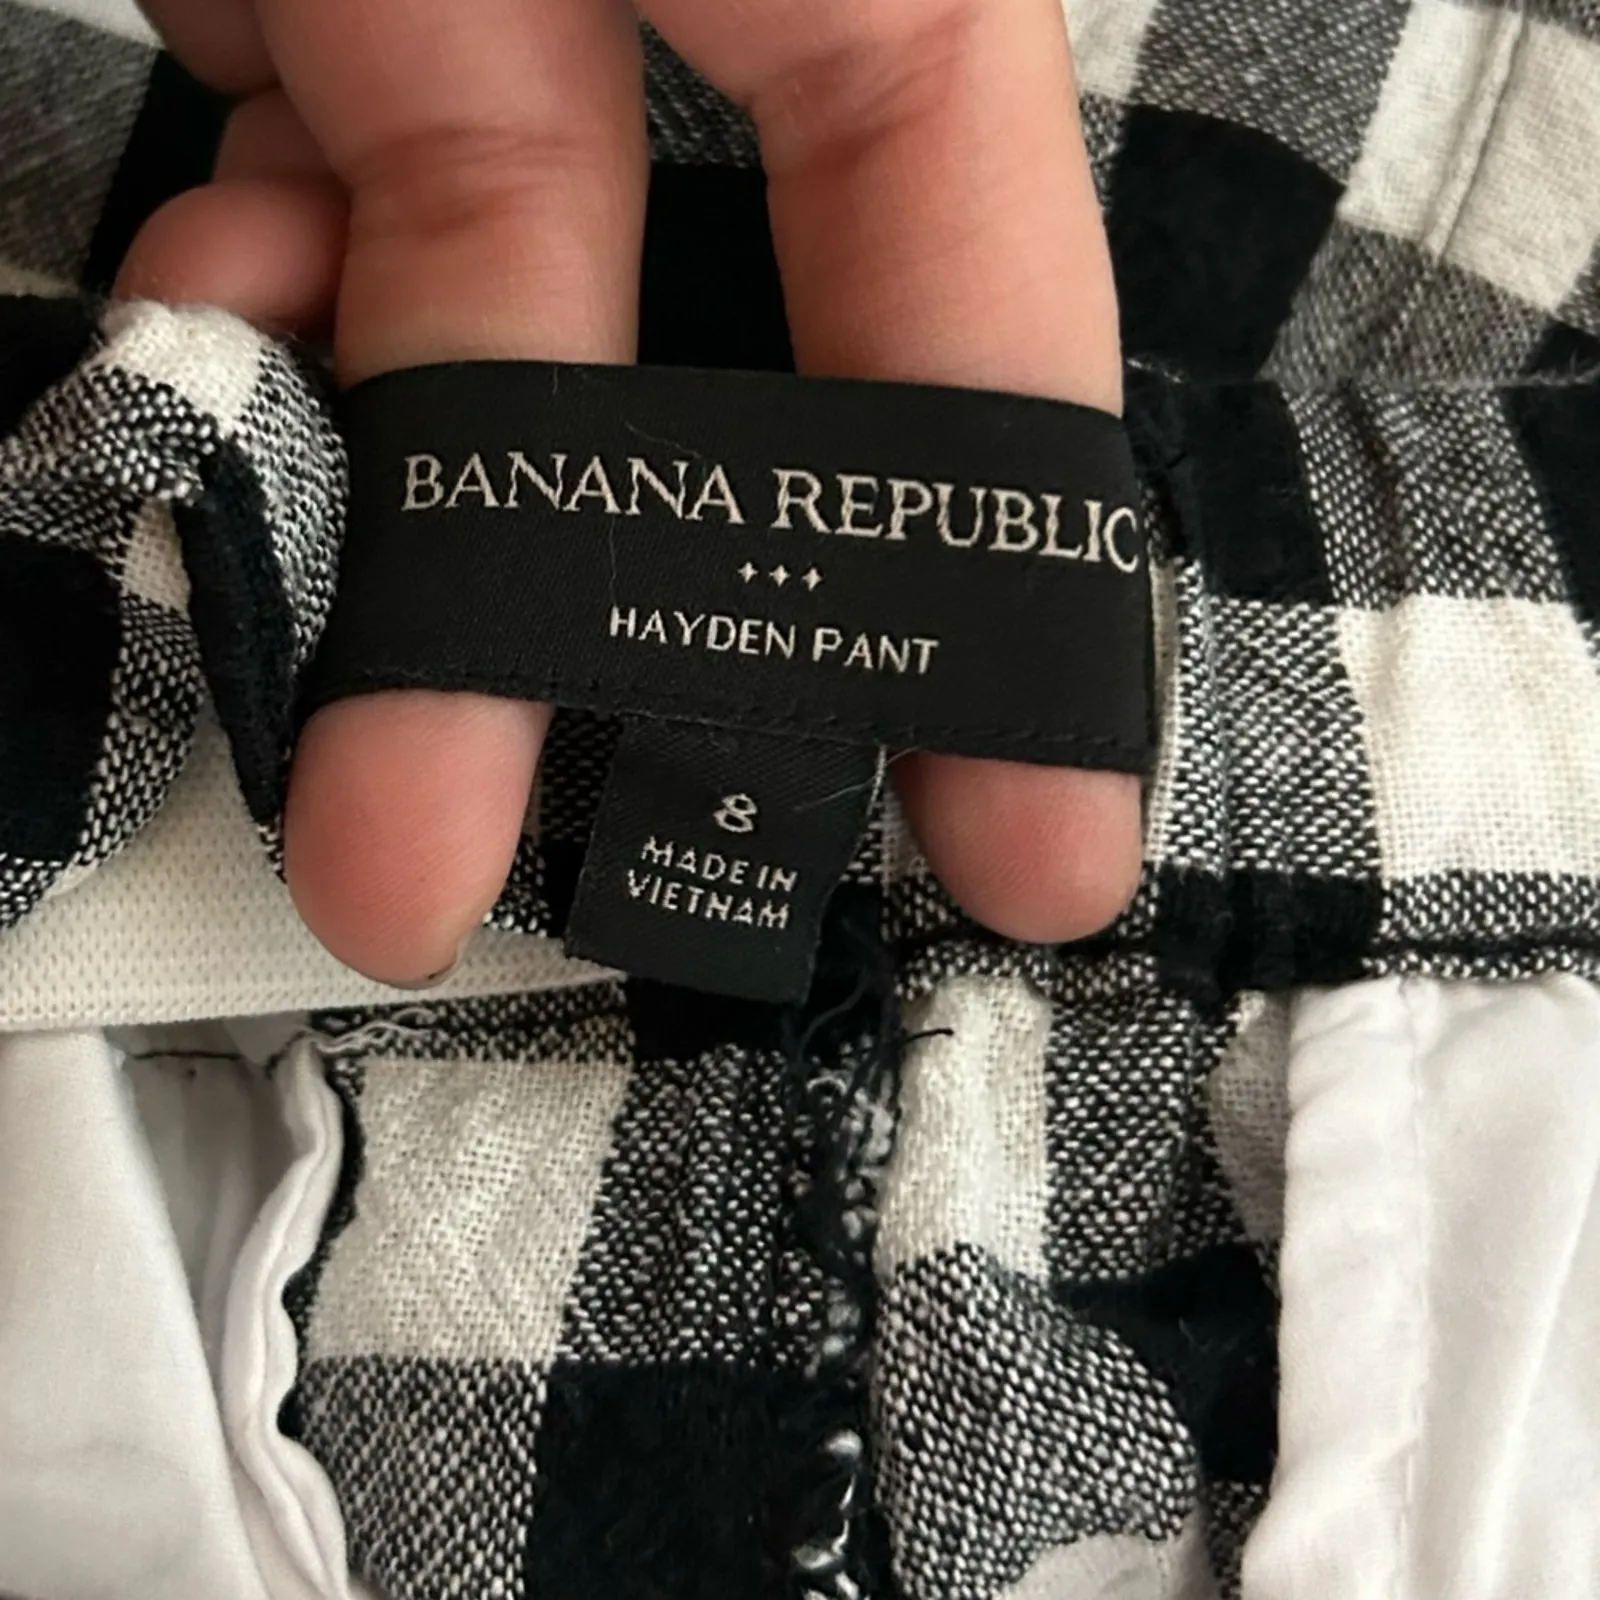 BANANA REPUBLIC
HAYDEN PANT
8
MADE IN
VIETNAM